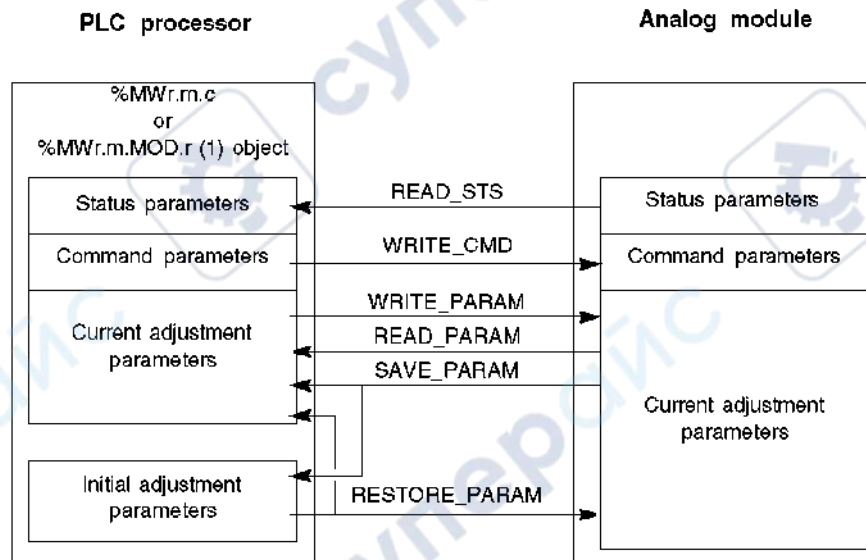 PLC processor
Analog module
%MWr.m.c
or
%MWr.m.MOD.r (1) object
Status parameters
READ_STS
Status parameters
Command parameters
WRITE_CMD
Command parameters
WRITE_PARAM
Current adjustment
parameters
READ_PARAM
SAVE_PARAM
Current adjustment
parameters
Initial adjustment
parameters
RESTORE_PARAM